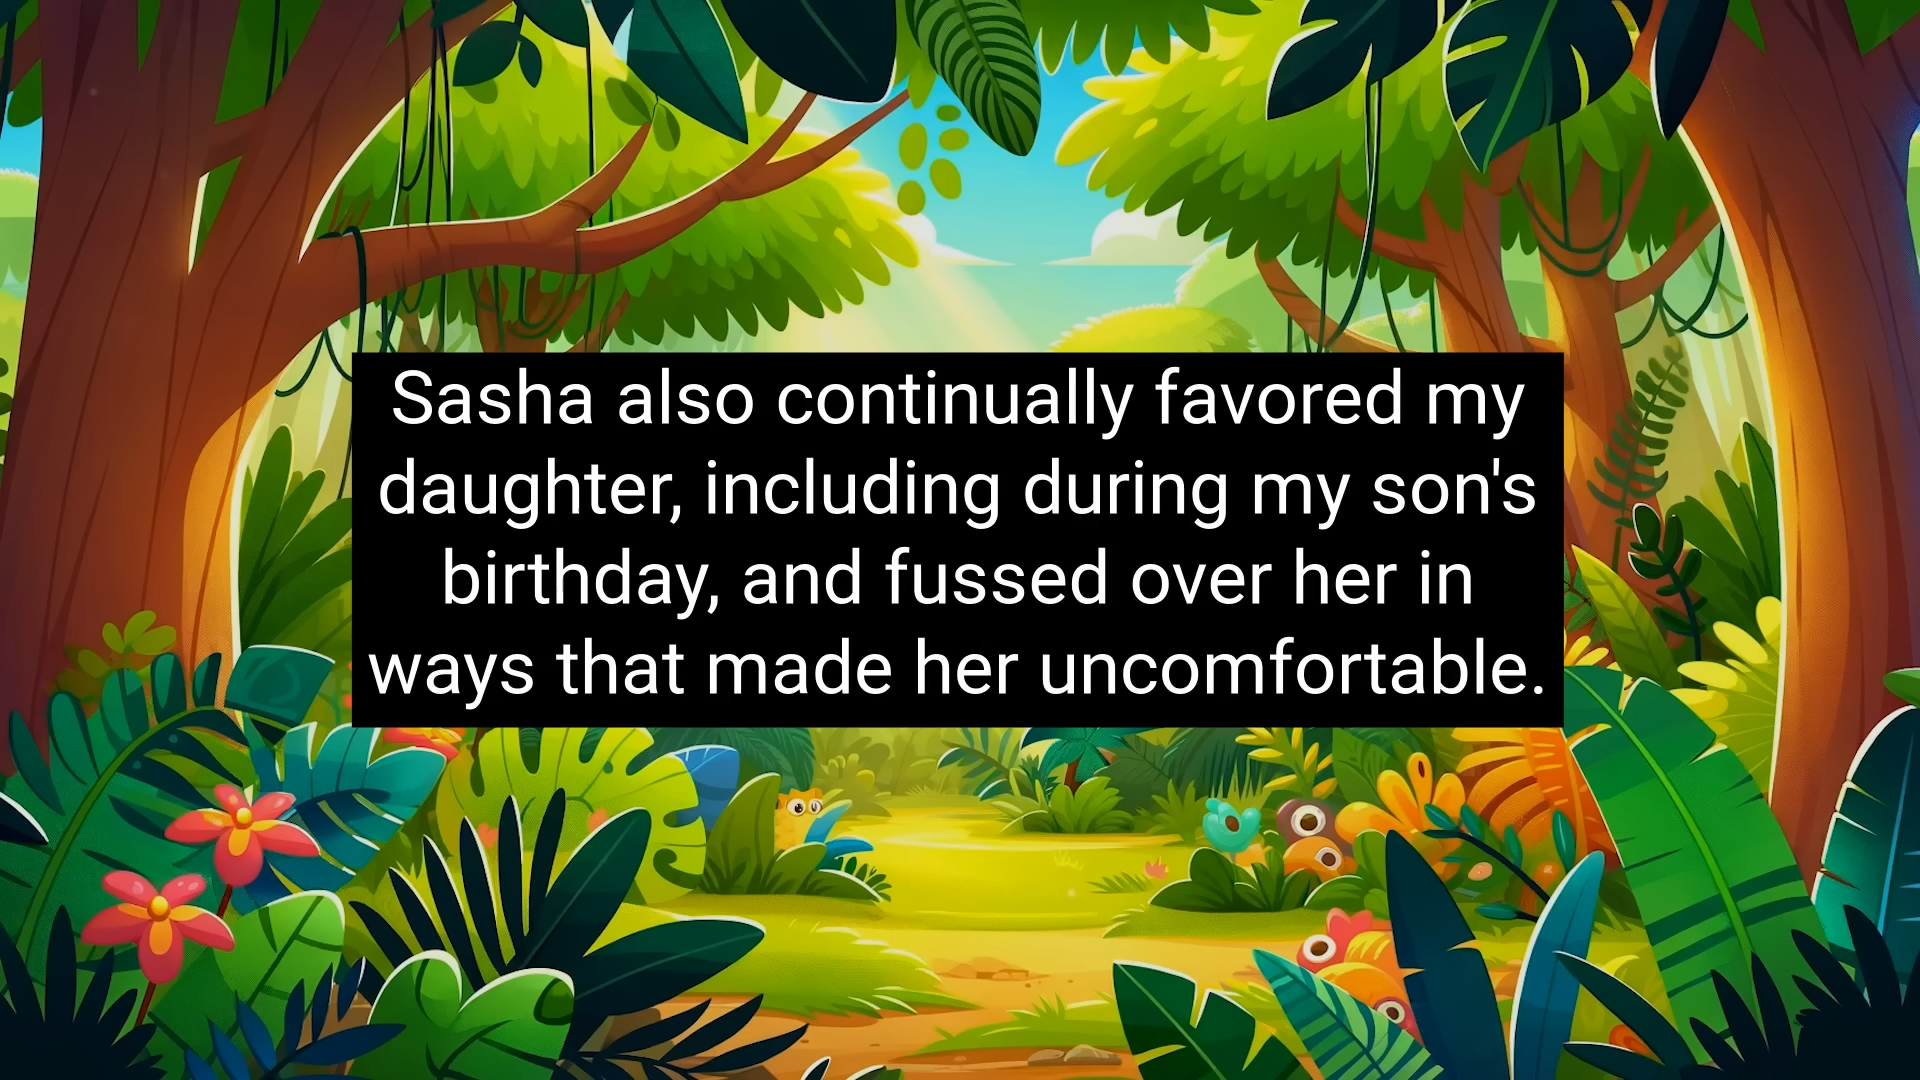 Sasha also continually favored my
daughter, including during my son's
birthday, and fussed over her in
ways that made her uncomfortable.